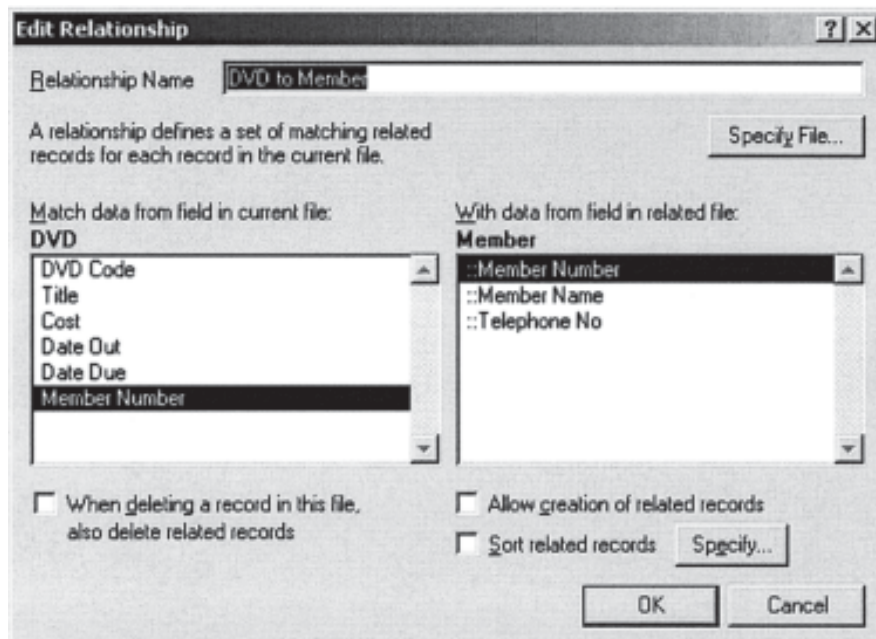 Edit Relationship
? X
Relationship Name DVD to Member
A relationship defines a set of matching related
records for each record in the current file.
Specify File...
Match data from field in current file:
DVD
DVD Code
Title
Cost
Date Out
Date Due
Member Number
With data from field in related file:
Member
::Member Number
::Member Name
::Telephone No
When deleting a record in this file,
also delete related records
Allow creation of related records
Sort related records Specify...
OK Cancel